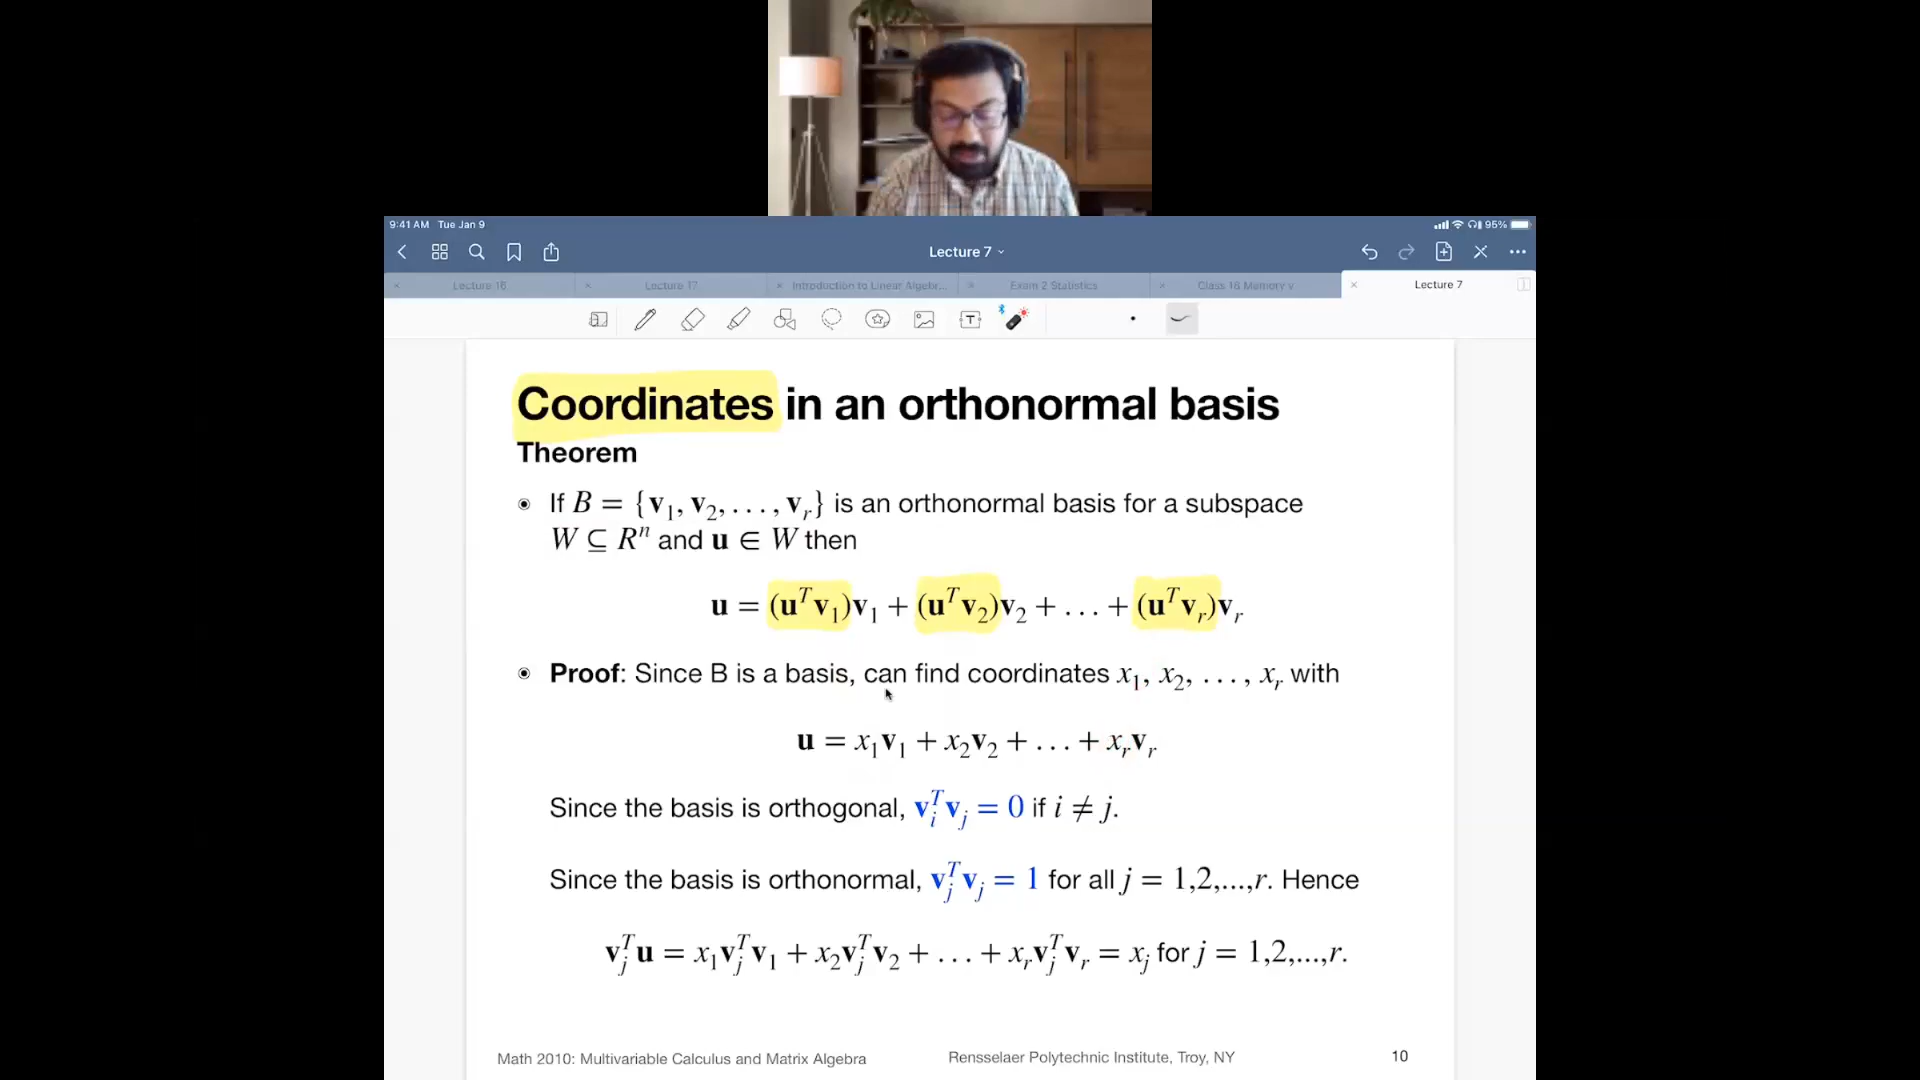 9:41 AM Tue Jan 9
95%
Lecture 7
Lecture 16
Lecture 17
Introduction to Linear Algebr...
Exam 2 Statistics
Class 18 Memory v
Lecture 7
Coordinates in an orthonormal basis
Theorem
If B = {v₁, v₂, . . . , vᵣ} is an orthonormal basis for a subspace
W ⊆ Rⁿ and u ∈ W then
u = (uᵀv₁)v₁ + (uᵀv₂)v₂ + . . . + (uᵀvᵣ)vᵣ
Proof: Since B is a basis, can find coordinates x₁, x₂, . . . , xᵣ with
u = x₁v₁ + x₂v₂ + . . . + xᵣvᵣ
Since the basis is orthogonal, vᵢᵀvⱼ = 0 if i ≠ j.
Since the basis is orthonormal, vⱼᵀvⱼ = 1 for all j = 1,2,...,r. Hence
vⱼᵀu = x₁vⱼᵀv₁ + x₂vⱼᵀv₂ + . . . + xᵣvⱼᵀvᵣ = xⱼ for j = 1,2,...,r.
Math 2010: Multivariable Calculus and Matrix Algebra
Rensselaer Polytechnic Institute, Troy, NY
10